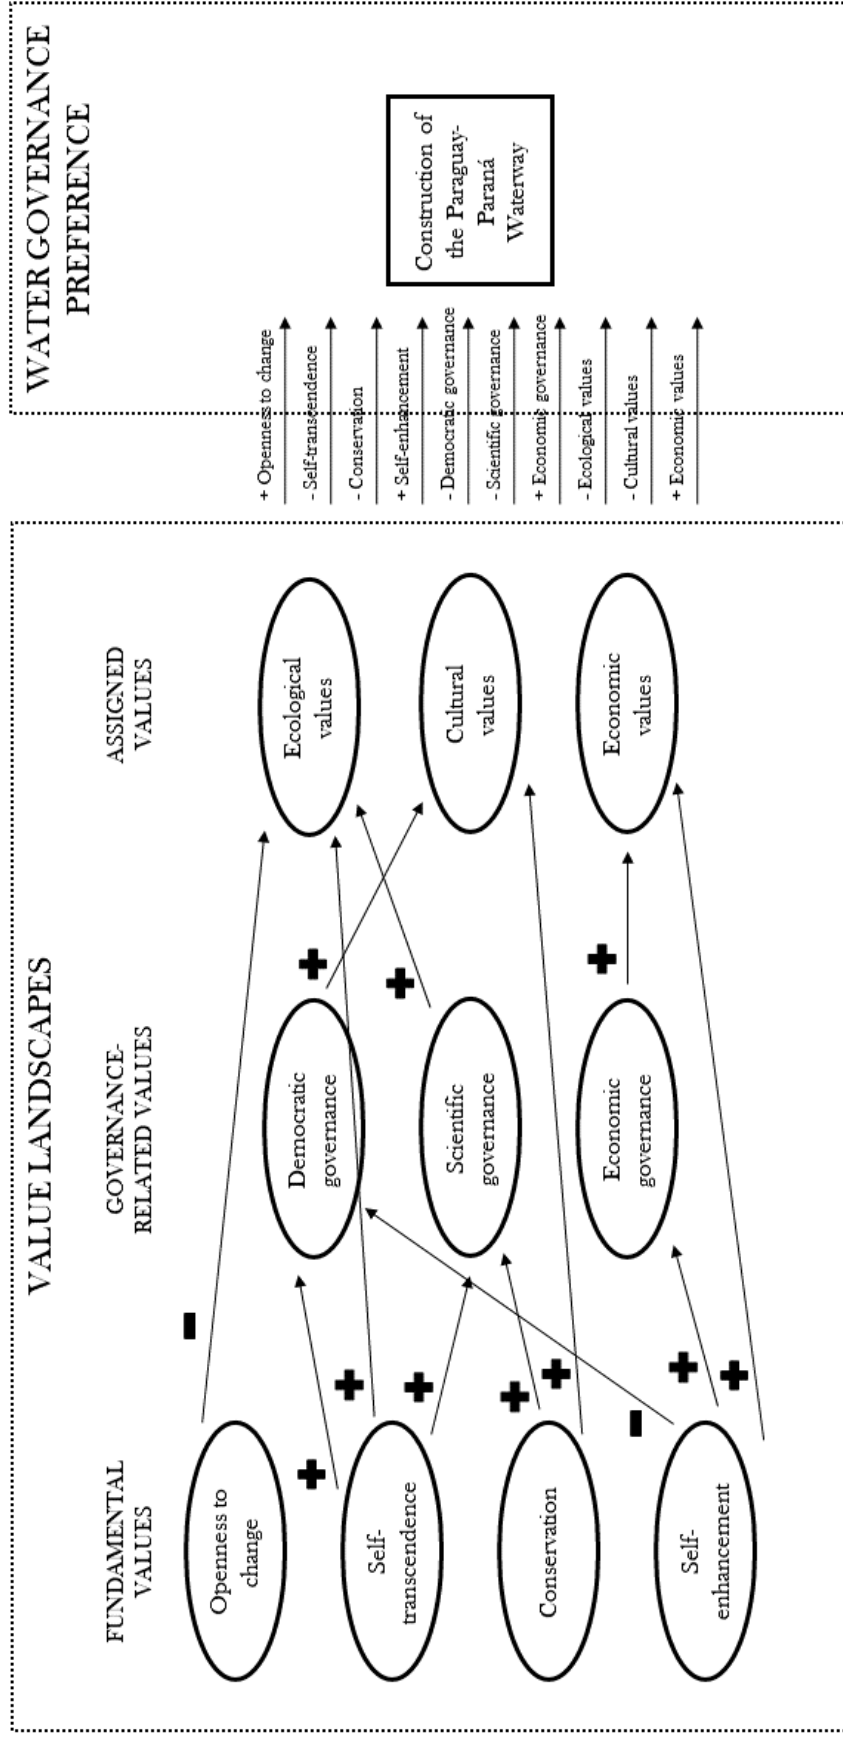 VALUE LANDSCAPES
FUNDAMENTAL
VALUES
GOVERNANCE-
RELATED VALUES
ASSIGNED
VALUES
Openness to
change
Self-
transcendence
Conservation
Self-
enhancement
Democratic
governance
Scientific
governance
Economic
governance
Ecological
values
Cultural
values
Economic
values
-
+
+
+
+
+
-
+
+
+
+
+
+ Openness to change
- Self-transcendence
- Conservation
+ Self-enhancement
- Democratic governance
- Scientific governance
+ Economic governance
- Ecological values
- Cultural values
+ Economic values
WATER GOVERNANCE
PREFERENCE
Construction of
the Paraguay-
Paraná
Waterway